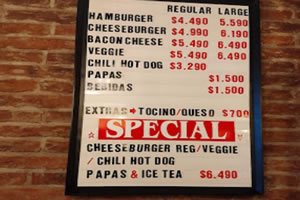 REGULAR LARGE
HAMBURGER $4.490 5.590
CHEESEBURGER $4.990 6.190
BACONCHEESE $5.490 6.490
VEGGIE $5.490 6.490
CHILI HOT DOG $3.290
PAPAS $1.500
BEBIDAS $1.500
EXTRAS → TOCINO/QUESO $700
SPECIAL
CHEESEBURGER REG/VEGGIE
/ CHILI HOT DOG
PAPAS & ICE TEA $6.490